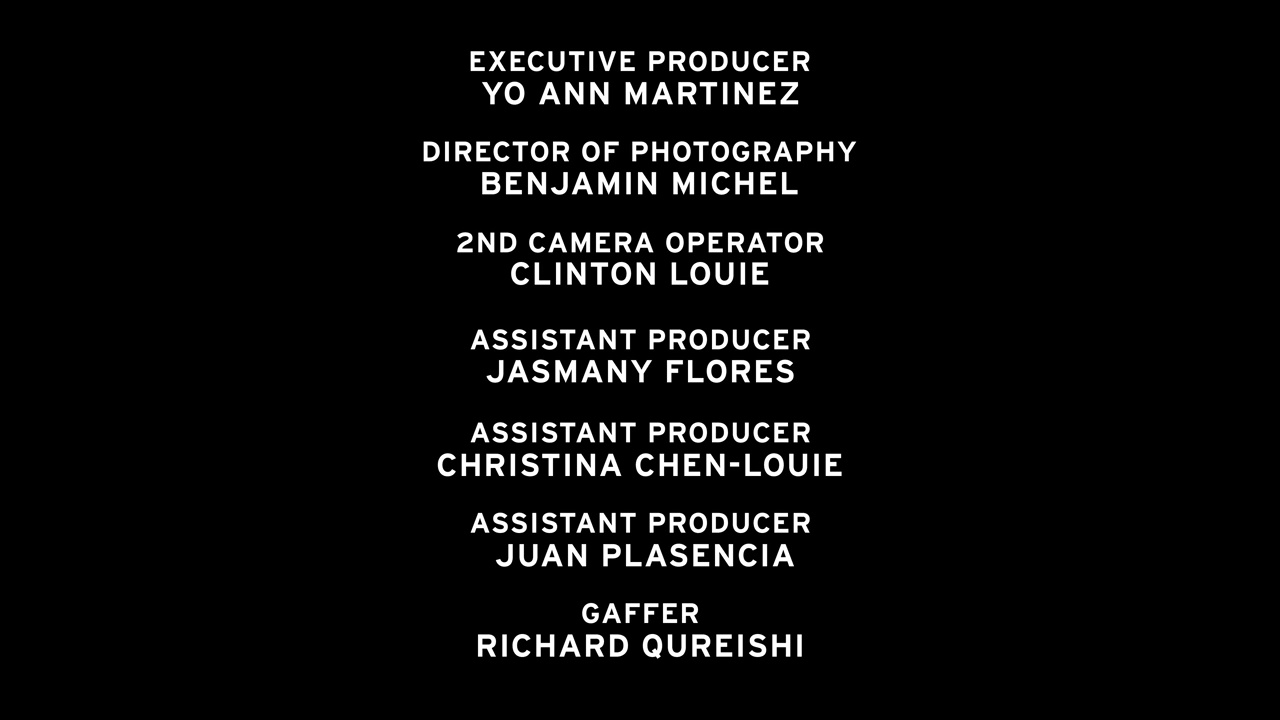 EXECUTIVE PRODUCER
YO ANN MARTINEZ
DIRECTOR OF PHOTOGRAPHY
BENJAMIN MICHEL
2ND CAMERA OPERATOR
CLINTON LOUIE
ASSISTANT PRODUCER
JASMANY FLORES
ASSISTANT PRODUCER
CHRISTINA CHEN-LOUIE
ASSISTANT PRODUCER
JUAN PLASENCIA
GAFFER
RICHARD QUREISHI